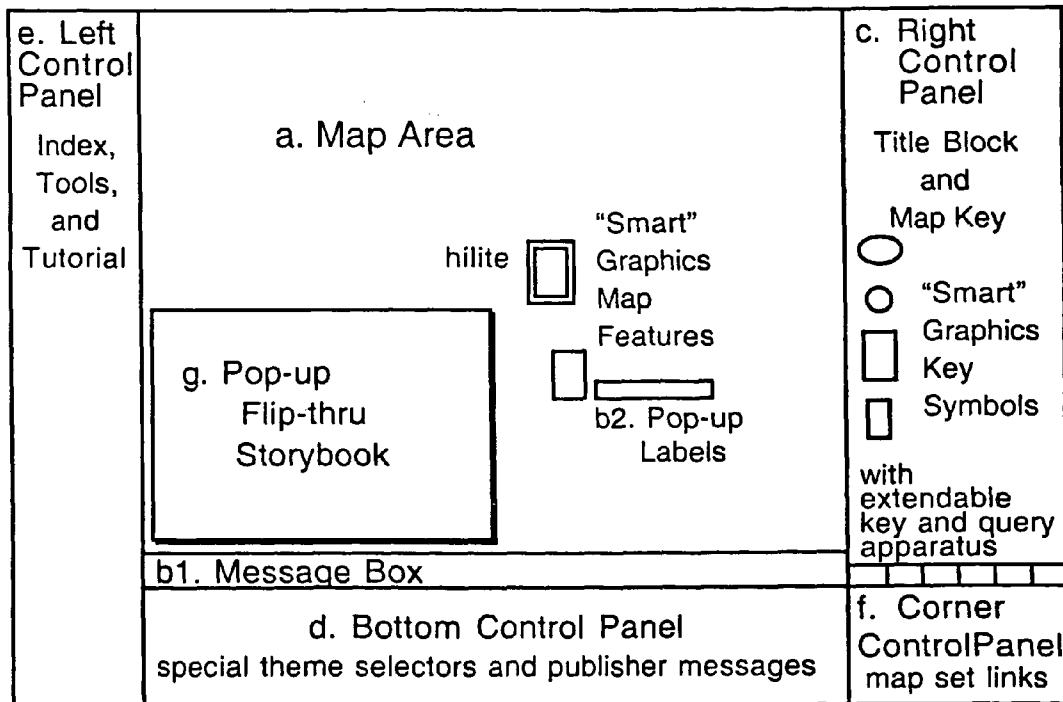 e. Left
Control
Panel
Index,
Tools,
and
Tutorial
a. Map Area
hilite
“Smart”
Graphics
Map
Features
b2. Pop-up
Labels
g. Pop-up
Flip-thru
Storybook
b1. Message Box
d. Bottom Control Panel
special theme selectors and publisher messages
c. Right
Control
Panel
Title Block
and
Map Key
“Smart”
Graphics
Key
Symbols
with
extendable
key and query
apparatus
f. Corner
ControlPanel
map set links